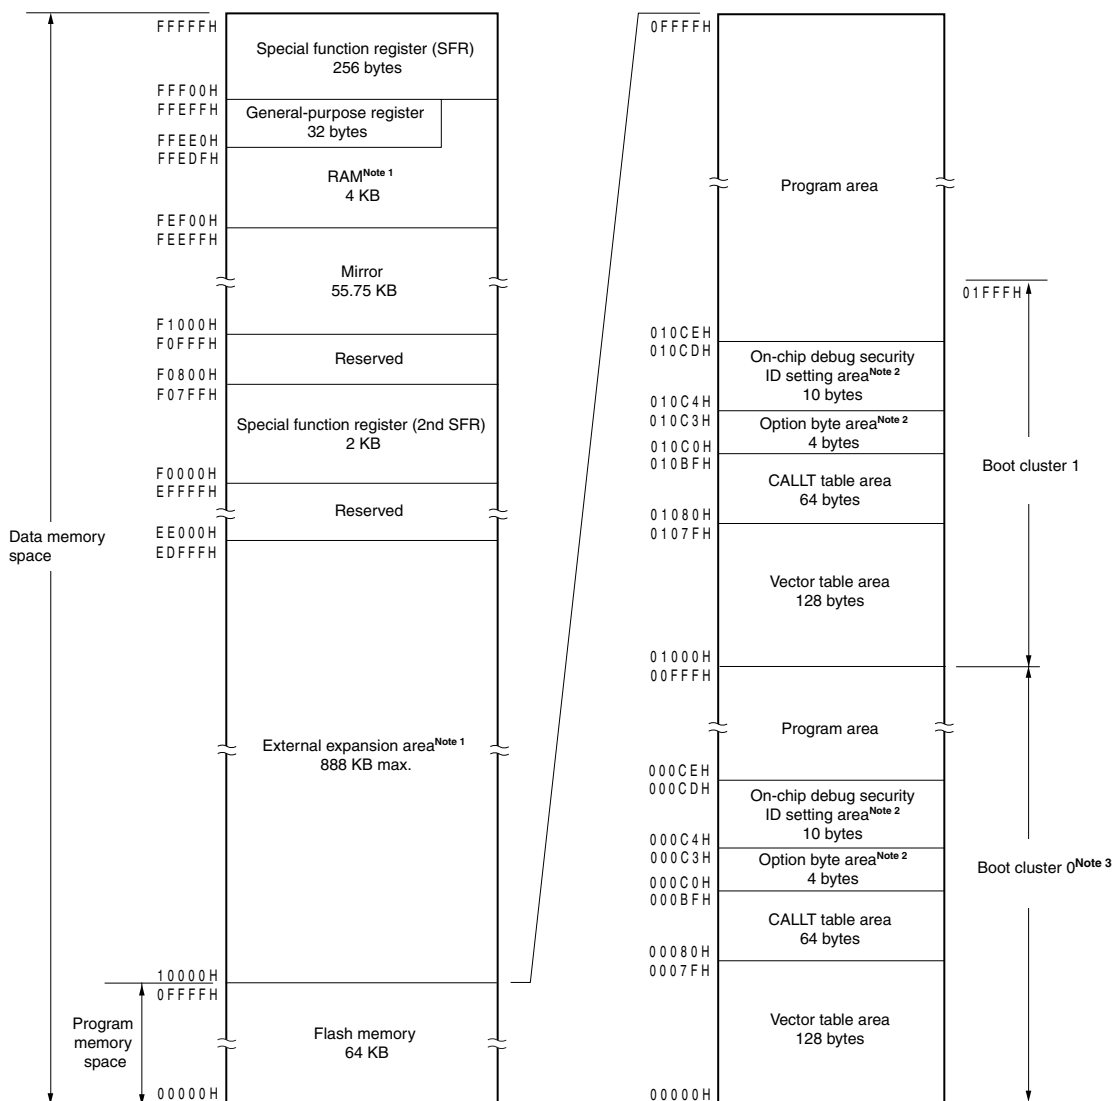 FFFFFH
Special function register (SFR)
256 bytes
FFF00H
FFEFFH
General-purpose register
32 bytes
FFEE0H
FFEDFH
RAMNote 1
4 KB
FEF00H
FEEFFH
Mirror
55.75 KB
F1000H
F0FFFH
Reserved
F0800H
F07FFH
Special function register (2nd SFR)
2 KB
F0000H
EFFFFH
Reserved
EE000H
EDFFFH
Data memory
space
External expansion areaNote 1
888 KB max.
10000H
0FFFFH
Program
memory
space
Flash memory
64 KB
00000H
0FFFFH
Program area
01FFFH
010CEH
010CDH
On-chip debug security
ID setting areaNote 2
10 bytes
010C4H
010C3H
Option byte areaNote 2
4 bytes
010C0H
010BFH
Boot cluster 1
CALLT table area
64 bytes
01080H
0107FH
Vector table area
128 bytes
01000H
00FFFH
Program area
000CEH
000CDH
On-chip debug security
ID setting areaNote 2
10 bytes
000C4H
000C3H
Option byte areaNote 2
4 bytes
Boot cluster 0Note 3
000C0H
000BFH
CALLT table area
64 bytes
00080H
0007FH
Vector table area
128 bytes
00000H